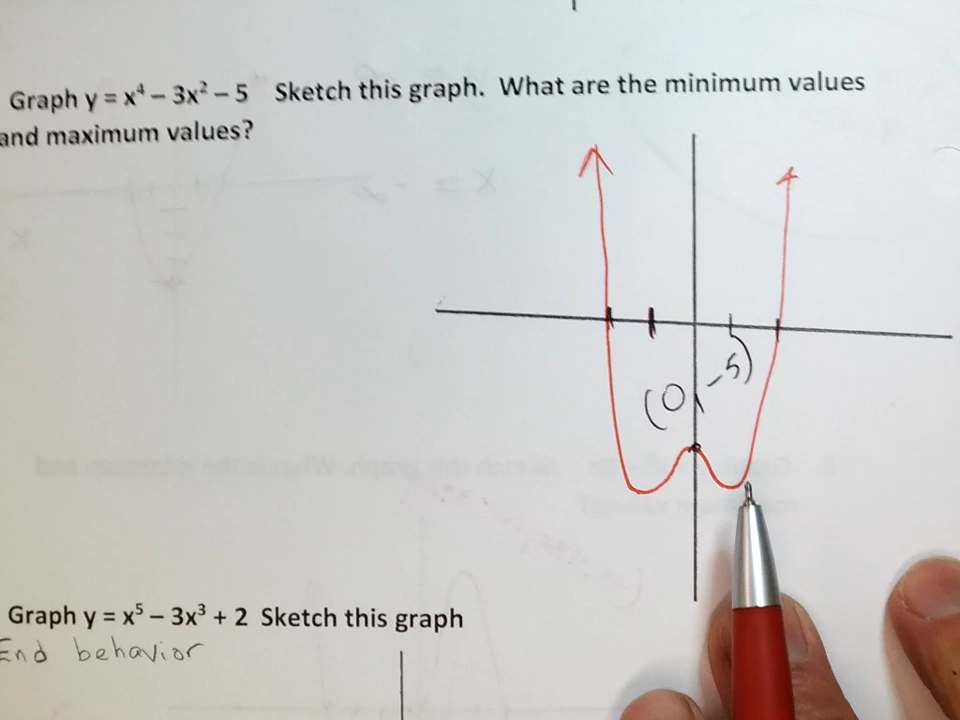 Graph y = x⁴ – 3x² – 5 Sketch this graph. What are the minimum values
and maximum values?
(0, -5)
Graph y = x⁵ – 3x³ + 2 Sketch this graph
End behavior